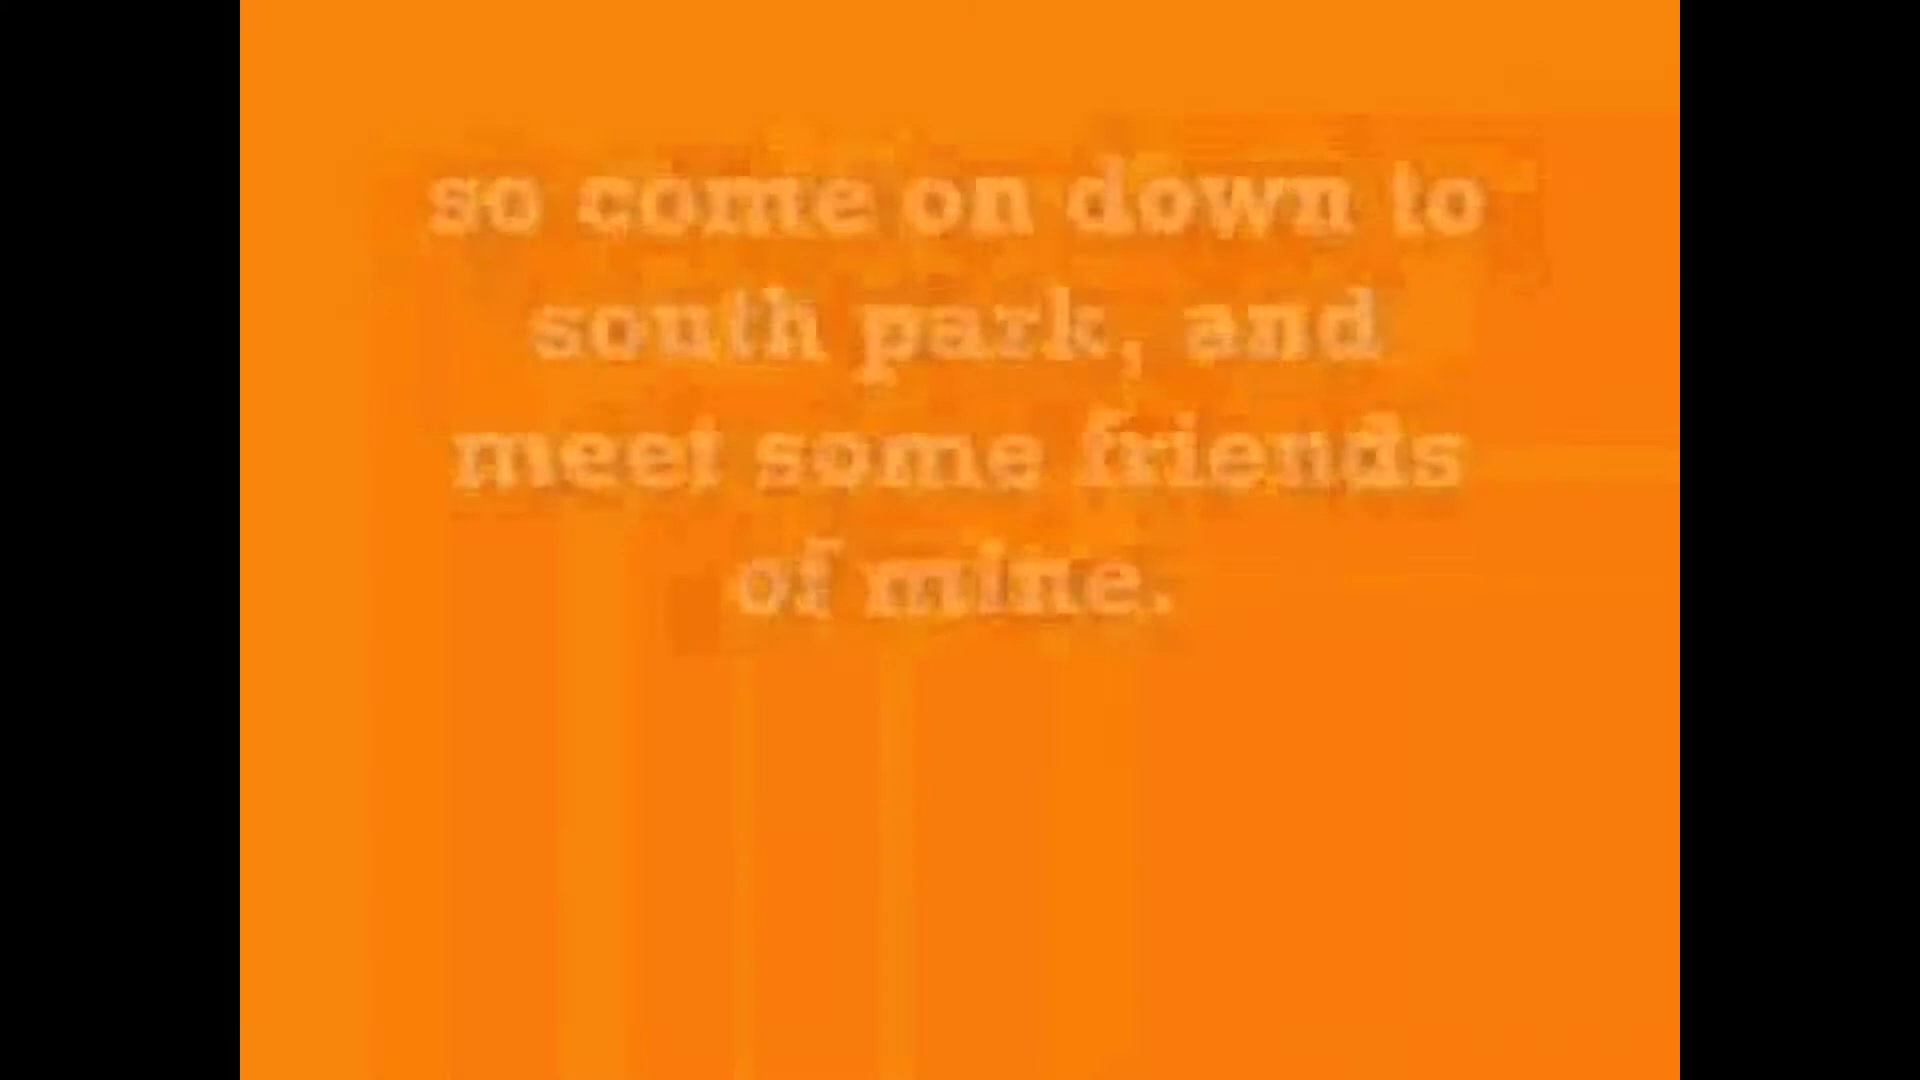 so come on down to
south park, and
meet some friends
of mine.